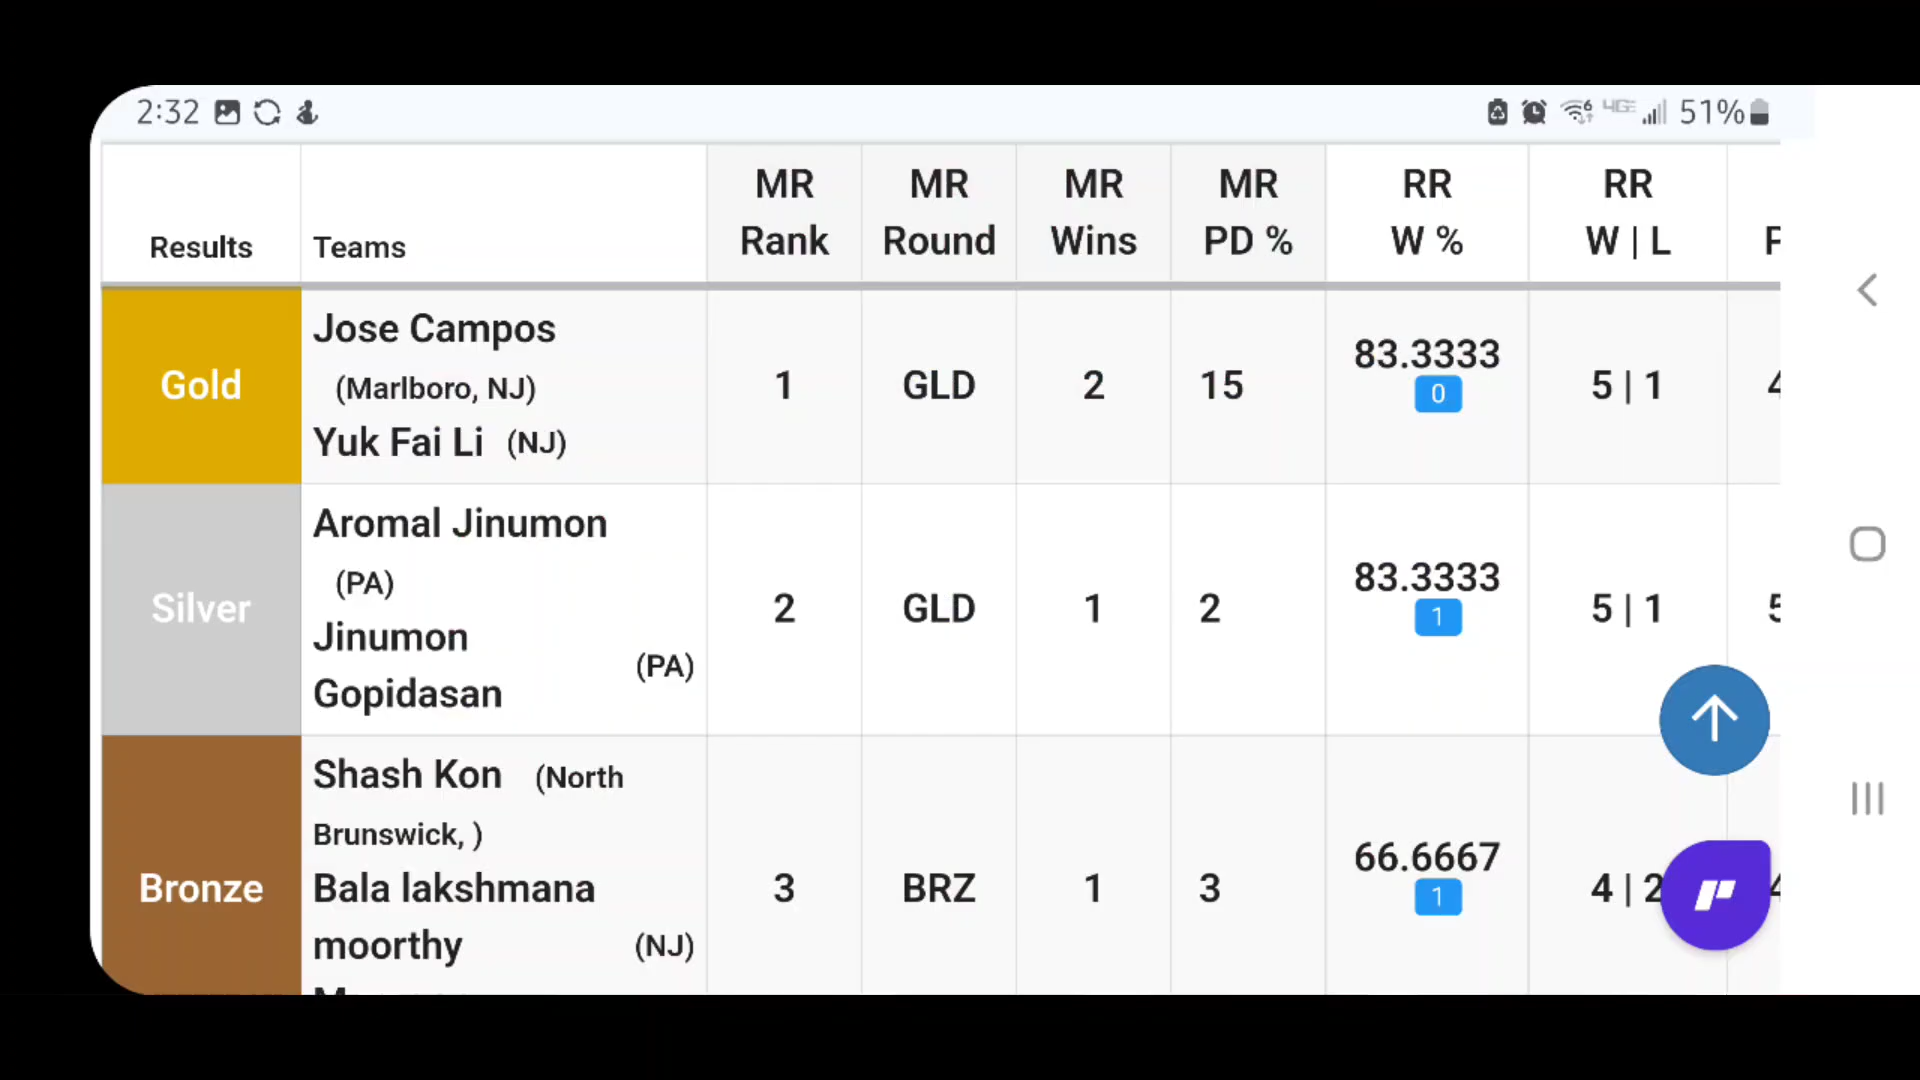 2:32
4GE 51%
Results Teams MR Rank MR Round MR Wins MR PD % RR W % RR W | L
Gold
Jose Campos
(Marlboro, NJ)
Yuk Fai Li (NJ)
1 GLD 2 15 83.3333 0 5 | 1
Silver
Aromal Jinumon
(PA)
Jinumon
Gopidasan (PA)
2 GLD 1 2 83.3333 1 5 | 1
Bronze
Shash Kon (North
Brunswick, )
Bala lakshmana
moorthy (NJ)
3 BRZ 1 3 66.6667 1 4 | 2